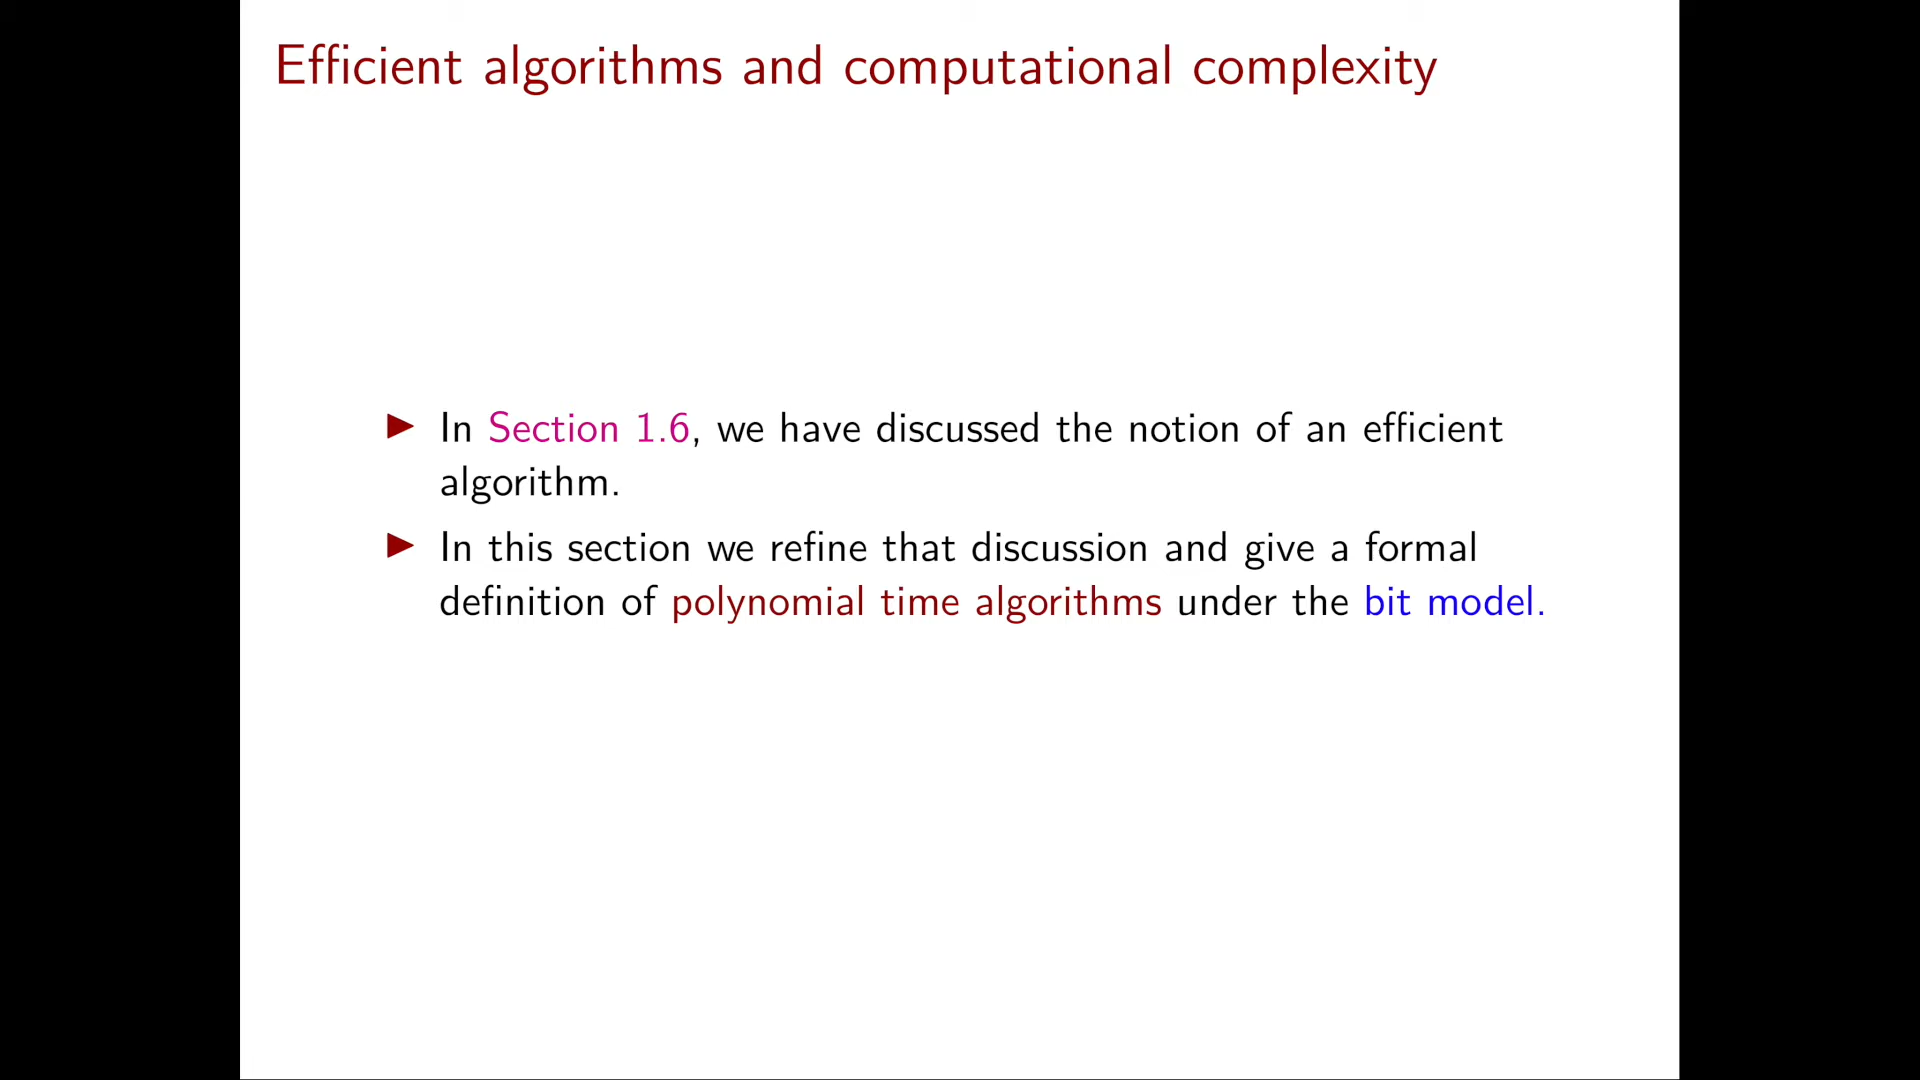 Efficient algorithms and computational complexity
▶ In Section 1.6, we have discussed the notion of an efficient
algorithm.
▶ In this section we refine that discussion and give a formal
definition of polynomial time algorithms under the bit model.